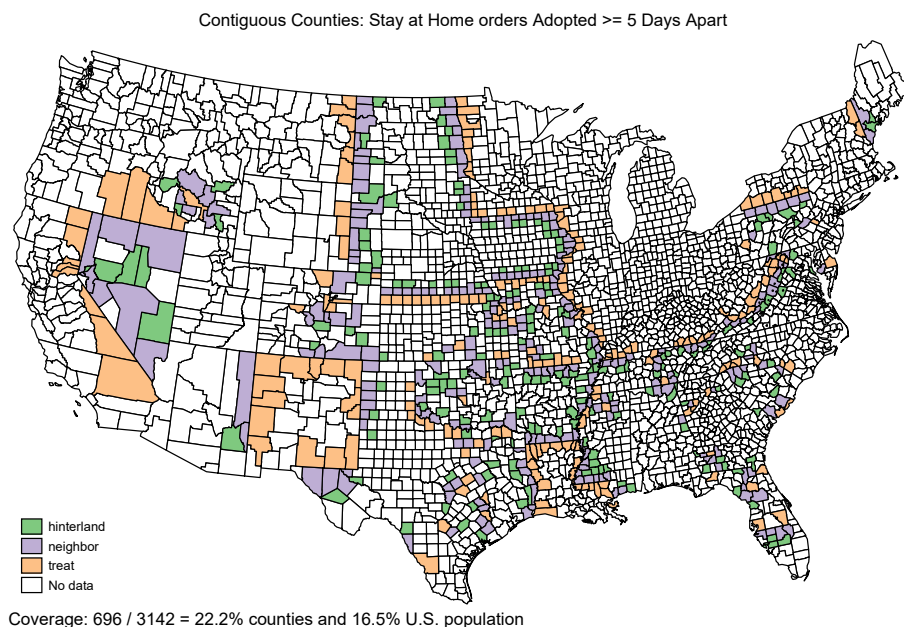 Contiguous Counties: Stay at Home orders Adopted >= 5 Days Apart
hinterland
neighbor
treat
No data
Coverage: 696 / 3142 = 22.2% counties and 16.5% U.S. population